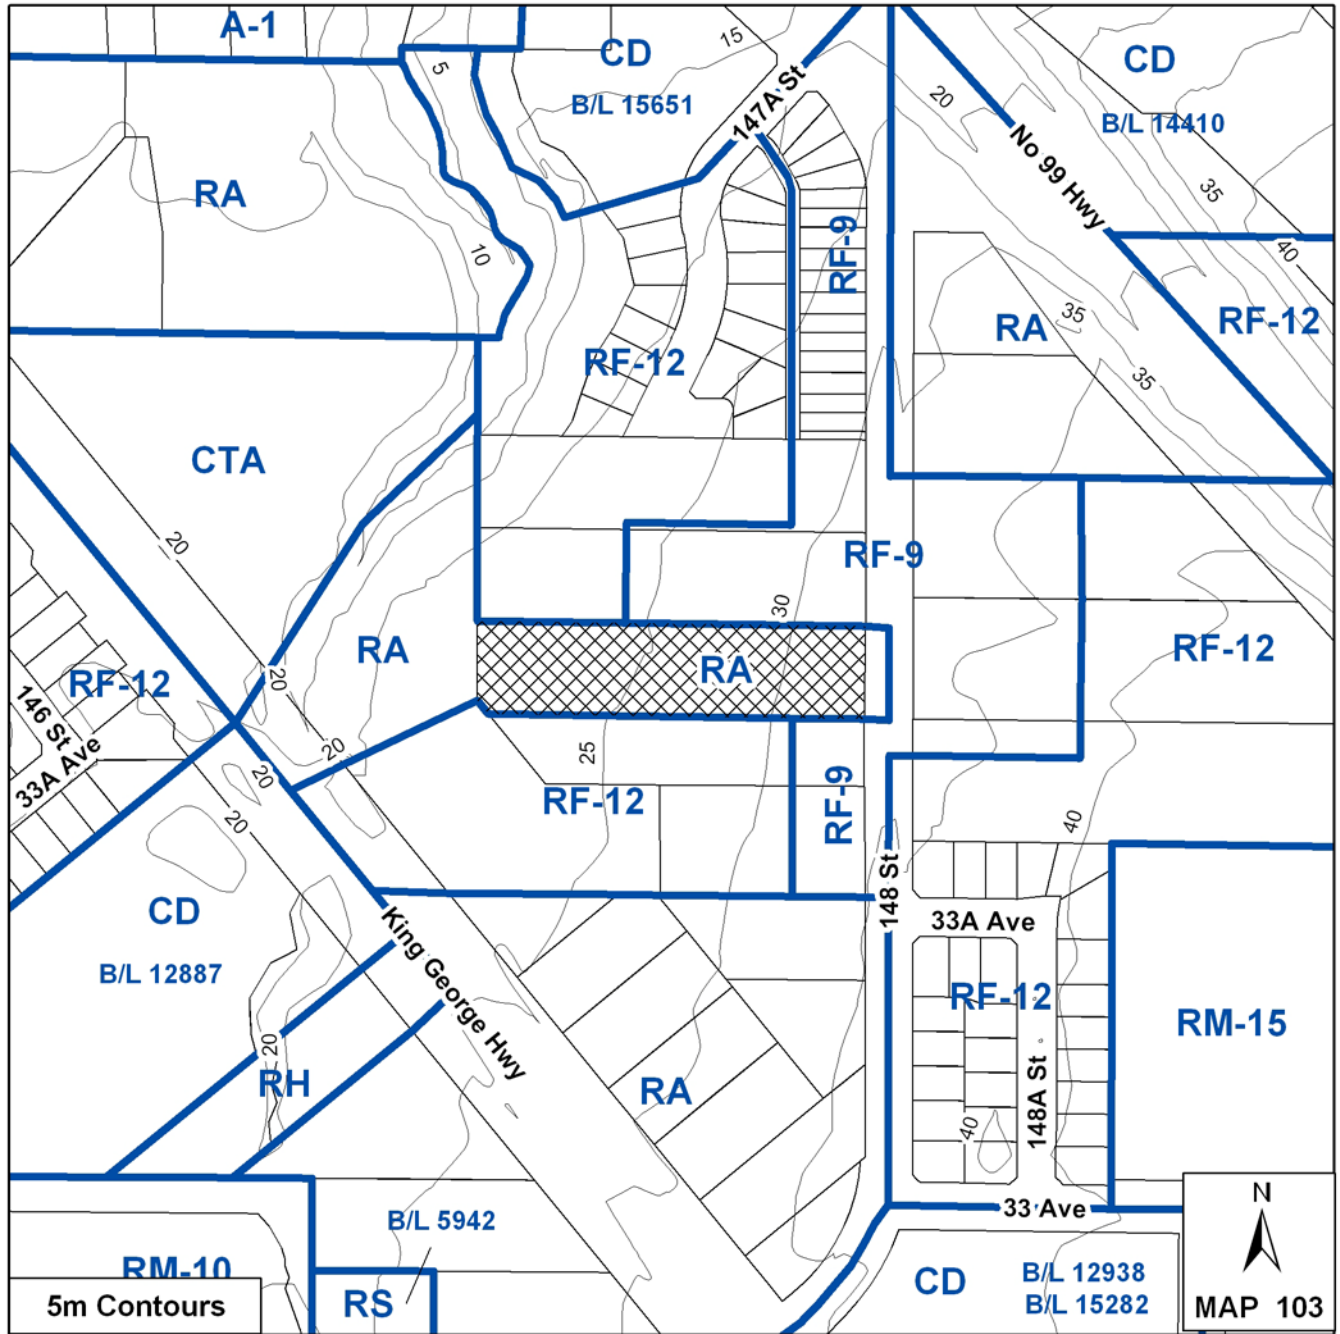 A-1
CD
B/L 15651
15
5
147A St
CD
B/L 14410
20
No 99 Hwy
35
40
RA
10
RF-9
RA
35
RF-12
35
RF-12
CTA
20
RF-9
30
RA
RA
RF-12
RF-12
20
146 St
33A Ave
20
20
20
25
RF-12
RF-9
40
148 St
CD
B/L 12887
33A Ave
King George Hwy
RF-12
RM-15
20
RH
RA
148A St
40
33 Ave
B/L 5942
RM-10
RS
CD
B/L 12938
B/L 15282
5m Contours
N
MAP 103